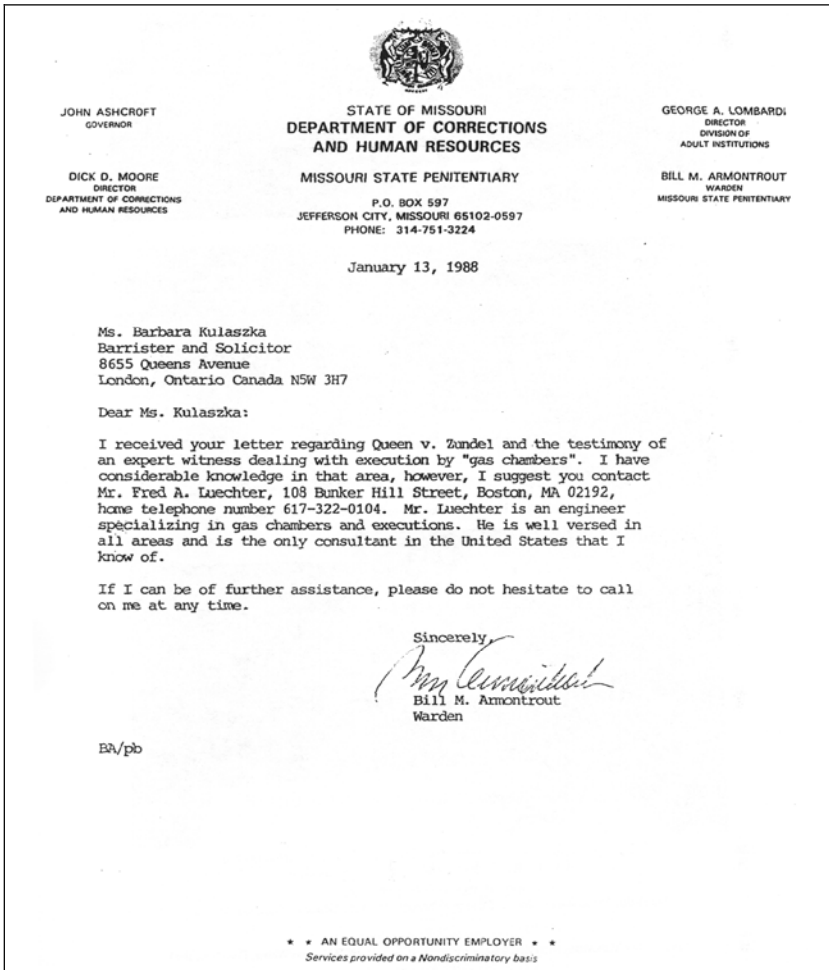 JOHN ASHCROFT
GOVERNOR
DICK D. MOORE
DIRECTOR
DEPARTMENT OF CORRECTIONS
AND HUMAN RESOURCES
STATE OF MISSOURI
DEPARTMENT OF CORRECTIONS
AND HUMAN RESOURCES
MISSOURI STATE PENITENTIARY
P.O. BOX 597
JEFFERSON CITY, MISSOURI 65102-0597
PHONE: 314-751-3224
GEORGE A. LOMBARDI
DIRECTOR
DIVISION OF
ADULT INSTITUTIONS
BILL M. ARMONTROUT
WARDEN
MISSOURI STATE PENITENTIARY
January 13, 1988
Ms. Barbara Kulaszka
Barrister and Solicitor
8655 Queens Avenue
London, Ontario Canada N5W 3H7
Dear Ms. Kulaszka:
I received your letter regarding Queen v. Zundel and the testimony of
an expert witness dealing with execution by "gas chambers". I have
considerable knowledge in that area, however, I suggest you contact
Mr. Fred A. Luechter, 108 Bunker Hill Street, Boston, MA 02192,
home telephone number 617-322-0104. Mr. Luechter is an engineer
specializing in gas chambers and executions. He is well versed in
all areas and is the only consultant in the United States that I
know of.
If I can be of further assistance, please do not hesitate to call
on me at any time.
Sincerely,
Bill M. Armontrout
Warden
BA/pb
* * AN EQUAL OPPORTUNITY EMPLOYER * *
Services provided on a Nondiscriminatory basis